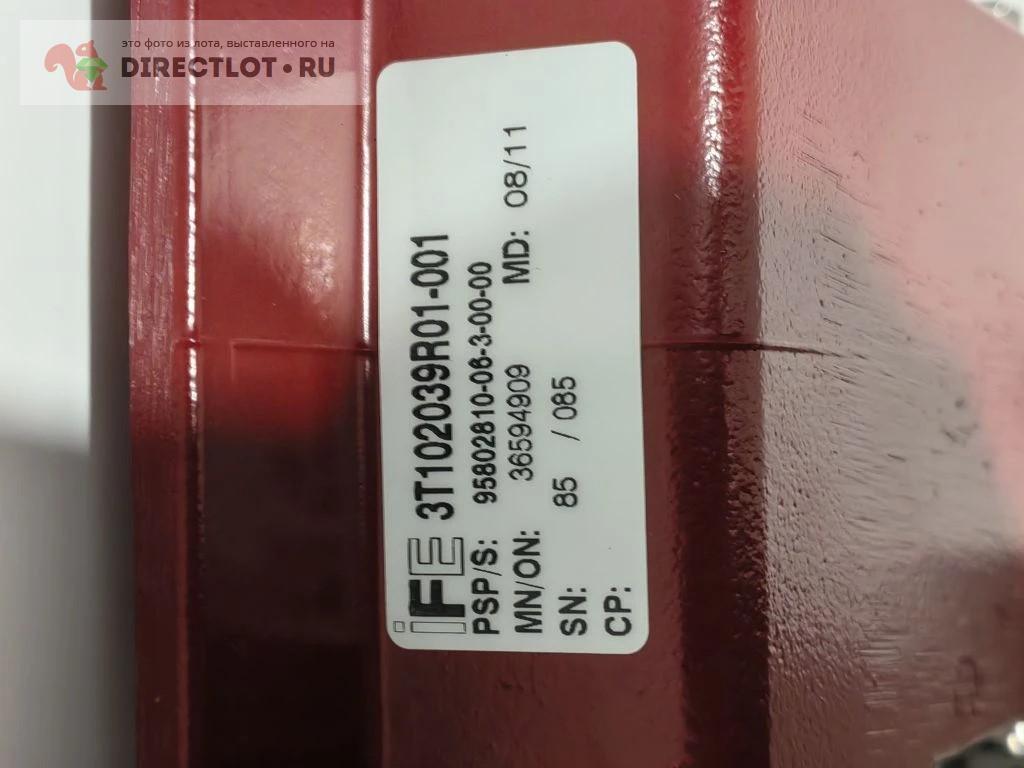 это фото из лота, выставленного на
DIRECTLOT.RU
iFE 3T102039R01-001
PSP/S: 95802810-06-3-00-00
MN/ON: 36594909 MD: 08/11
SN: 85 / 085
CP: